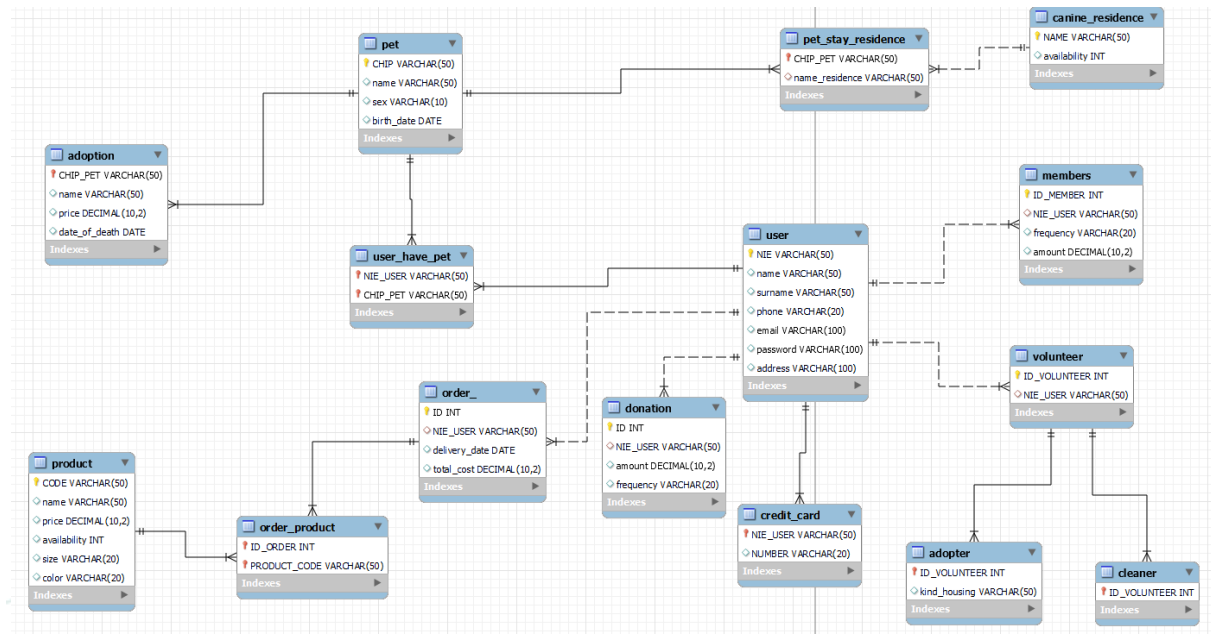 pet
CHIP VARCHAR(50)
name VARCHAR(50)
sex VARCHAR(10)
birth_date DATE
Indexes
pet_stay_residence
CHIP_PET VARCHAR(50)
name_residence VARCHAR(50)
Indexes
canine_residence
NAME VARCHAR(50)
availability INT
Indexes
adoption
CHIP_PET VARCHAR(50)
name VARCHAR(50)
price DECIMAL(10,2)
date_of_death DATE
Indexes
user_have_pet
NIE_USER VARCHAR(50)
CHIP_PET VARCHAR(50)
Indexes
user
NIE VARCHAR(50)
name VARCHAR(50)
surname VARCHAR(50)
phone VARCHAR(20)
email VARCHAR(100)
password VARCHAR(100)
address VARCHAR(100)
Indexes
members
ID_MEMBER INT
NIE_USER VARCHAR(50)
frequency VARCHAR(20)
amount DECIMAL(10,2)
Indexes
volunteer
ID_VOLUNTEER INT
NIE_USER VARCHAR(50)
Indexes
order_
ID INT
NIE_USER VARCHAR(50)
delivery_date DATE
total_cost DECIMAL(10,2)
Indexes
donation
ID INT
NIE_USER VARCHAR(50)
amount DECIMAL(10,2)
frequency VARCHAR(20)
Indexes
product
CODE VARCHAR(50)
name VARCHAR(50)
price DECIMAL(10,2)
availability INT
size VARCHAR(20)
color VARCHAR(20)
Indexes
order_product
ID_ORDER INT
PRODUCT_CODE VARCHAR(50)
Indexes
credit_card
NIE_USER VARCHAR(50)
NUMBER VARCHAR(20)
Indexes
adopter
ID_VOLUNTEER INT
kind_housing VARCHAR(50)
Indexes
cleaner
ID_VOLUNTEER INT
Indexes